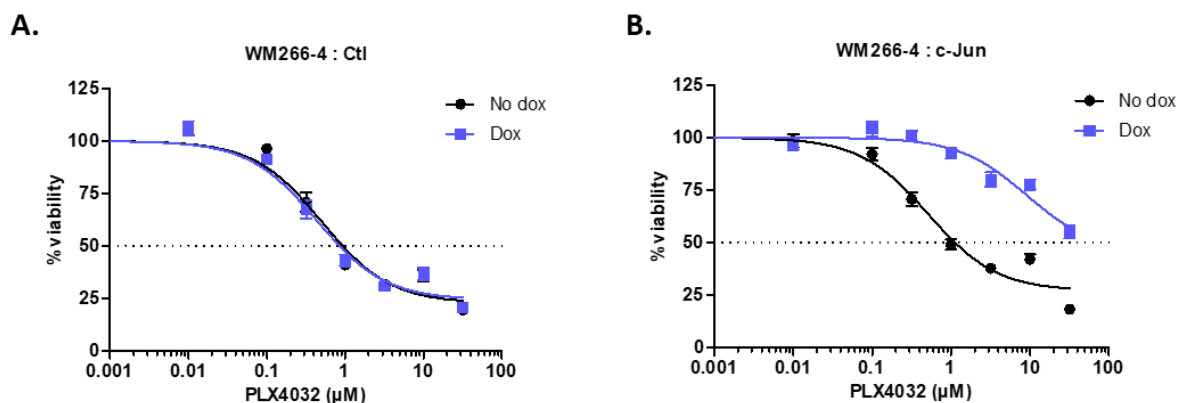 A.
WM266-4 : Ctl
125
100
75
50
25
0
% viability
0.001 0.01 0.1 1 10 100
PLX4032 (µM)
No dox
Dox
B.
WM266-4 : c-Jun
125
100
75
50
25
0
% viability
0.001 0.01 0.1 1 10 100
PLX4032 (µM)
No dox
Dox